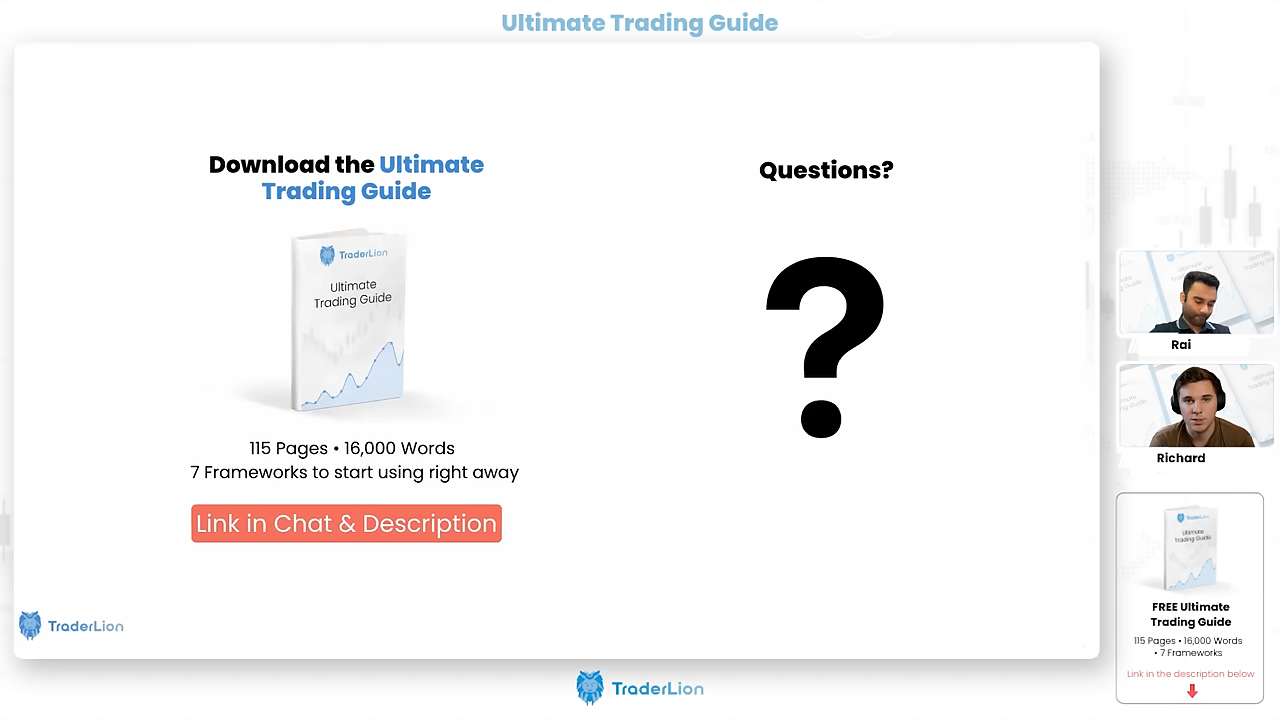 Ultimate Trading Guide
Download the Ultimate
Trading Guide
TraderLion
Ultimate
Trading Guide
115 Pages • 16,000 Words
7 Frameworks to start using right away
Link in Chat & Description
TraderLion
Questions?
?
Rai
Richard
TraderLion
Ultimate
Trading Guide
FREE Ultimate
Trading Guide
115 Pages • 16,000 Words
• 7 Frameworks
Link in the description below
TraderLion